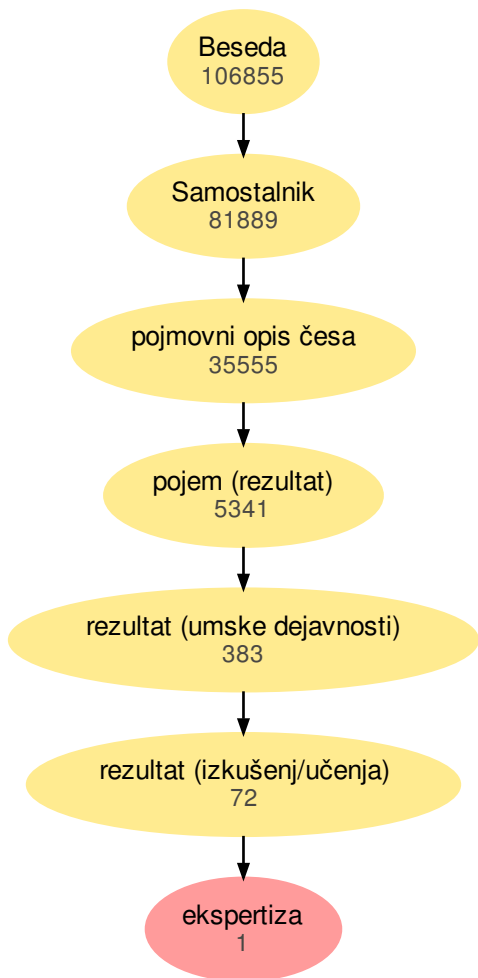 Beseda
106855
Samostalnik
81889
pojmovni opis česa
35555
pojem (rezultat)
5341
rezultat (umske dejavnosti)
383
rezultat (izkušenj/učenja)
72
ekspertiza
1